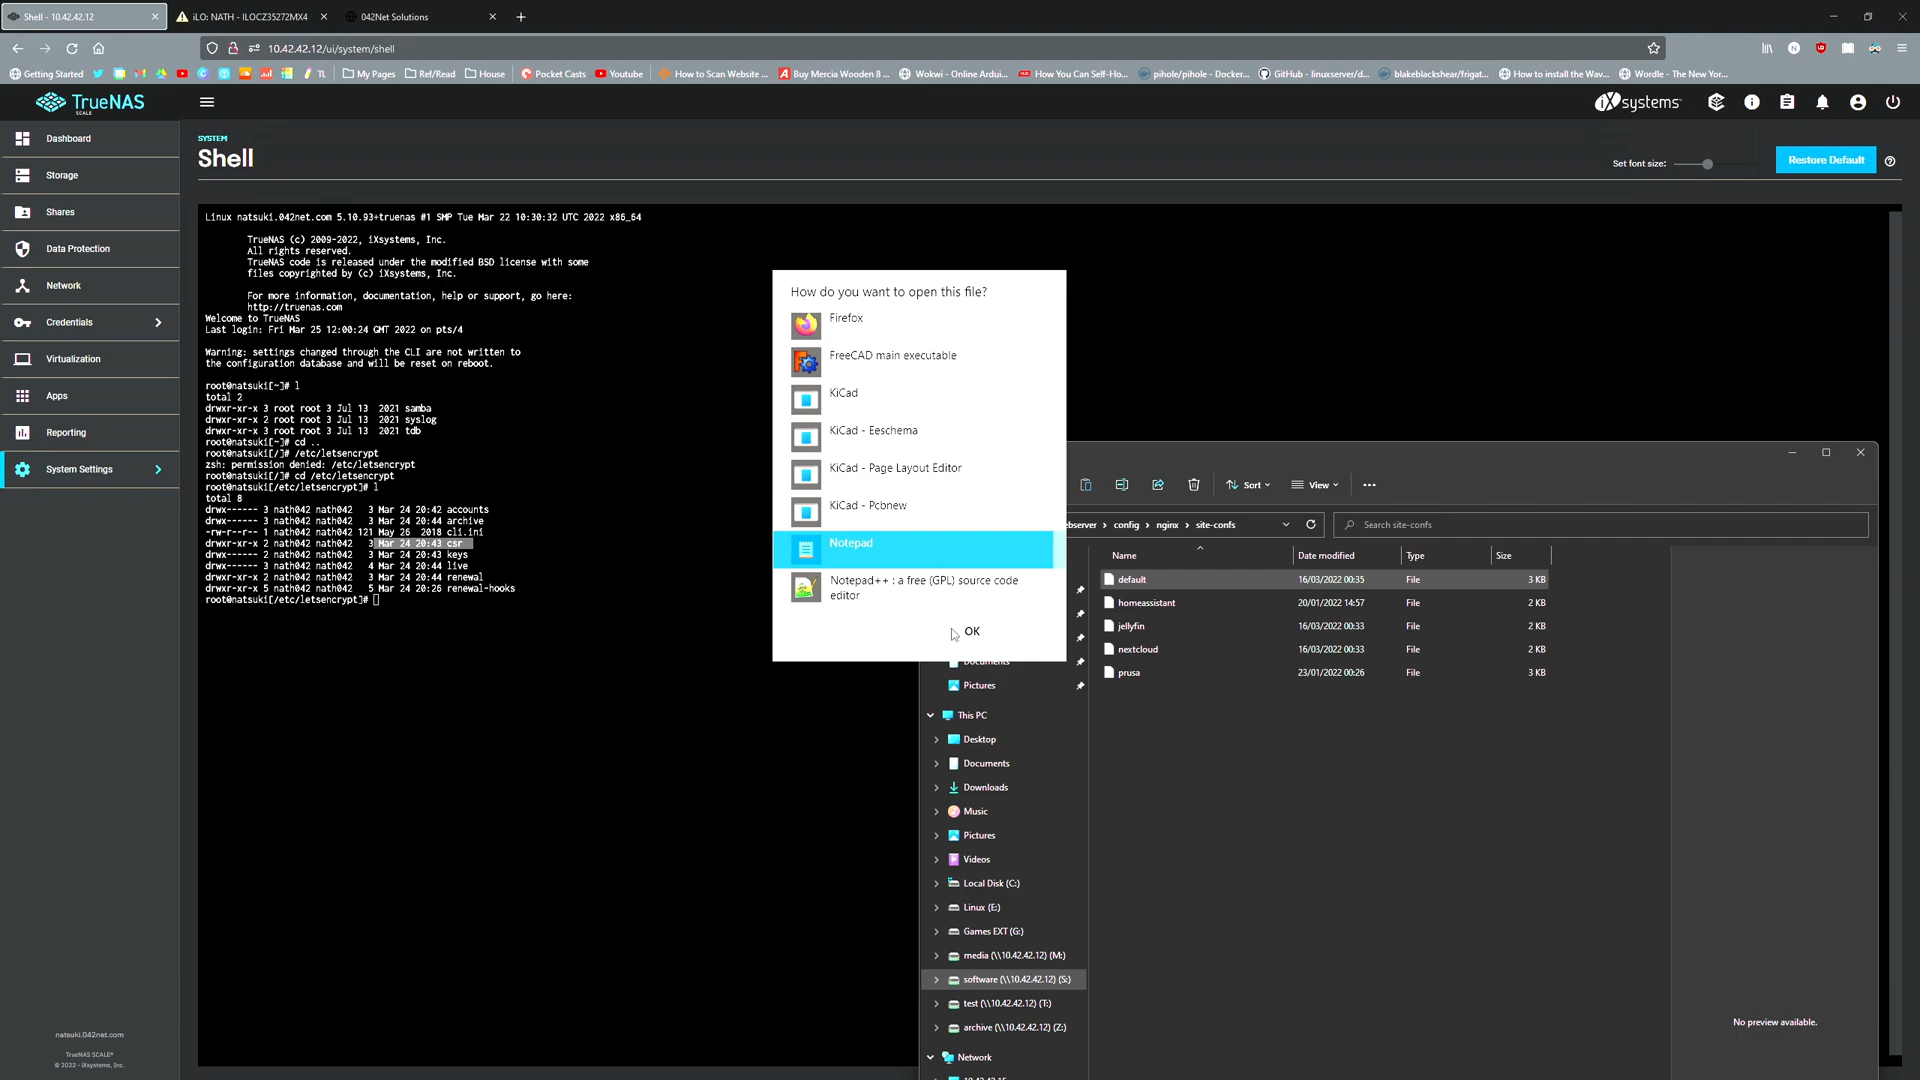 Shell - 10.42.42.12
iLO: NATH - ILOCZ35272MX4
042Net Solutions
10.42.42.12/ui/system/shell
Getting Started
TL
My Pages
Ref/Read
House
Pocket Casts
Youtube
How to Scan Website ...
Buy Mercia Wooden 8 ...
Wokwi - Online Ardui...
How You Can Self-Ho...
pihole/pihole - Docker...
GitHub - linuxserver/d...
blakeblackshear/frigat...
How to install the Wav...
Wordle - The New Yor...
TrueNAS
SCALE
iXsystems
Dashboard
Storage
Shares
Data Protection
Network
Credentials
Virtualization
Apps
Reporting
System Settings
natsuki.042net.com
TrueNAS SCALE®
© 2022 - iXsystems, Inc.
SYSTEM
Shell
Set font size:
Restore Default
Linux natsuki.042net.com 5.10.93+truenas #1 SMP Tue Mar 22 10:30:32 UTC 2022 x86_64
TrueNAS (c) 2009-2022, iXsystems, Inc.
All rights reserved.
TrueNAS code is released under the modified BSD license with some
files copyrighted by (c) iXsystems, Inc.
For more information, documentation, help or support, go here:
http://truenas.com
Welcome to TrueNAS
Last login: Fri Mar 25 12:00:24 GMT 2022 on pts/4
Warning: settings changed through the CLI are not written to
the configuration database and will be reset on reboot.
root@natsuki[~]# l
total 2
drwxr-xr-x 3 root root 3 Jul 13  2021 samba
drwxr-xr-x 2 root root 3 Jul 13  2021 syslog
drwxr-xr-x 2 root root 3 Jul 13  2021 tdb
root@natsuki[~]# cd ..
root@natsuki[/]# /etc/letsencrypt
zsh: permission denied: /etc/letsencrypt
root@natsuki[/]# cd /etc/letsencrypt
root@natsuki[/etc/letsencrypt]# l
total 8
drwx------ 3 nath042 nath042   3 Mar 24 20:42 accounts
drwx------ 3 nath042 nath042   3 Mar 24 20:44 archive
-rw-r--r-- 1 nath042 nath042 121 May 26  2018 cli.ini
drwxr-xr-x 2 nath042 nath042   3 Mar 24 20:43 csr
drwx------ 3 nath042 nath042   3 Mar 24 20:43 keys
drwx------ 3 nath042 nath042   4 Mar 24 20:44 live
drwxr-xr-x 2 nath042 nath042   3 Mar 24 20:44 renewal
drwxr-xr-x 5 nath042 nath042   5 Mar 24 20:26 renewal-hooks
root@natsuki[/etc/letsencrypt]#
How do you want to open this file?
Firefox
FreeCAD main executable
KiCad
KiCad - Eeschema
KiCad - Page Layout Editor
KiCad - Pcbnew
Notepad
Notepad++ : a free (GPL) source code
editor
OK
Sort
View
config
nginx
site-confs
Search site-confs
Name
Date modified
Type
Size
default 16/03/2022 00:35 File 3 KB
homeassistant 20/01/2022 14:57 File 2 KB
jellyfin 16/03/2022 00:33 File 2 KB
nextcloud 16/03/2022 00:33 File 2 KB
prusa 23/01/2022 00:26 File 3 KB
Documents
Pictures
This PC
Desktop
Documents
Downloads
Music
Pictures
Videos
Local Disk (C:)
Linux (E:)
Games EXT (G:)
media (\\10.42.42.12) (M:)
software (\\10.42.42.12) (S:)
test (\\10.42.42.12) (T:)
archive (\\10.42.42.12) (Z:)
Network
No preview available.